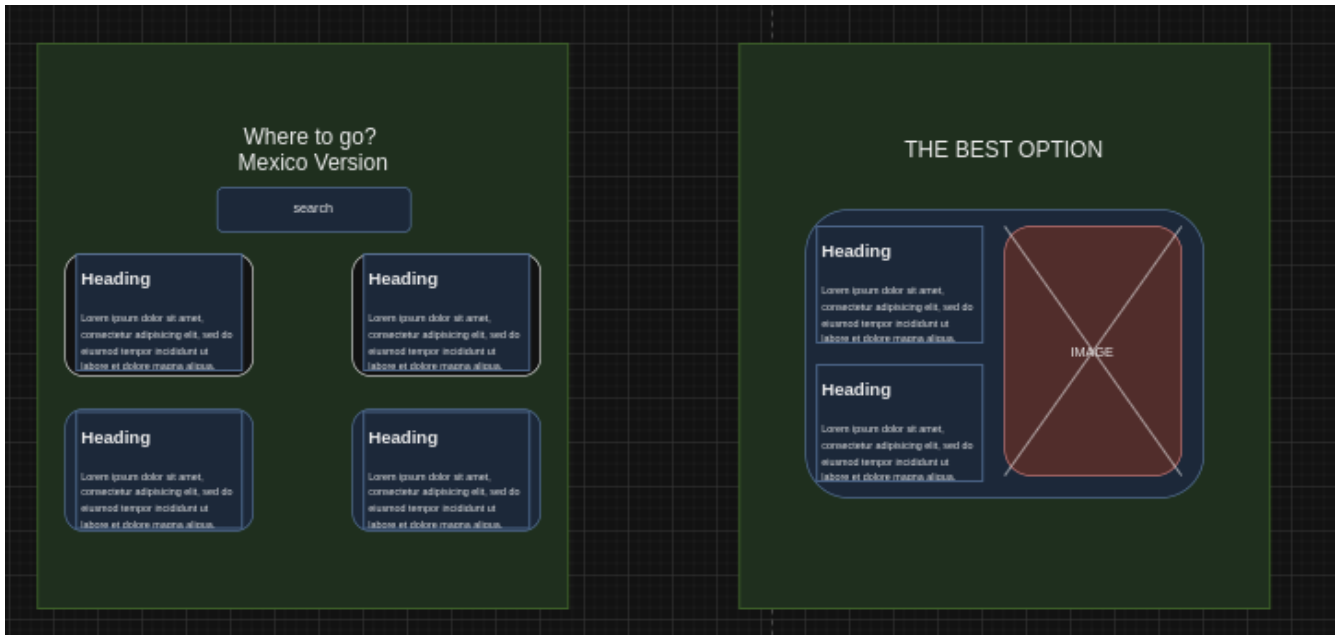 Where to go?
Mexico Version
search
Heading
Lorem ipsum dolor sit amet,
consectetur adipisicing elit, sed do
eiusmod tempor incididunt ut
labore et dolore magna aliqua.
Heading
Lorem ipsum dolor sit amet,
consectetur adipisicing elit, sed do
eiusmod tempor incididunt ut
labore et dolore magna aliqua.
Heading
Lorem ipsum dolor sit amet,
consectetur adipisicing elit, sed do
eiusmod tempor incididunt ut
labore et dolore magna aliqua.
Heading
Lorem ipsum dolor sit amet,
consectetur adipisicing elit, sed do
eiusmod tempor incididunt ut
labore et dolore magna aliqua.
THE BEST OPTION
Heading
Lorem ipsum dolor sit amet,
consectetur adipisicing elit, sed do
eiusmod tempor incididunt ut
labore et dolore magna aliqua.
Heading
Lorem ipsum dolor sit amet,
consectetur adipisicing elit, sed do
eiusmod tempor incididunt ut
labore et dolore magna aliqua.
IMAGE